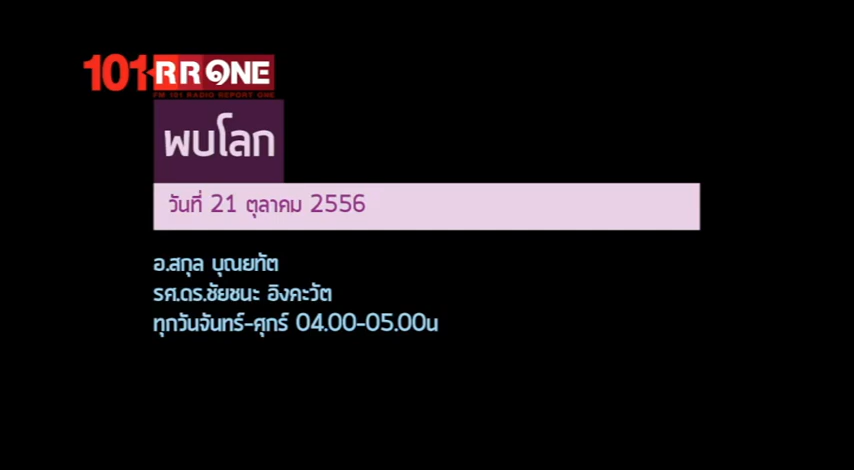 101 RR ONE
FM 101 RADIO REPORT ONE
พบโลก
วันที่ 21 ตุลาคม 2556
อ.สกุล บุณยทัต
รศ.ดร.ชัยชนะ อิงคะวัต
ทุกวันจันทร์-ศุกร์ 04.00-05.00น